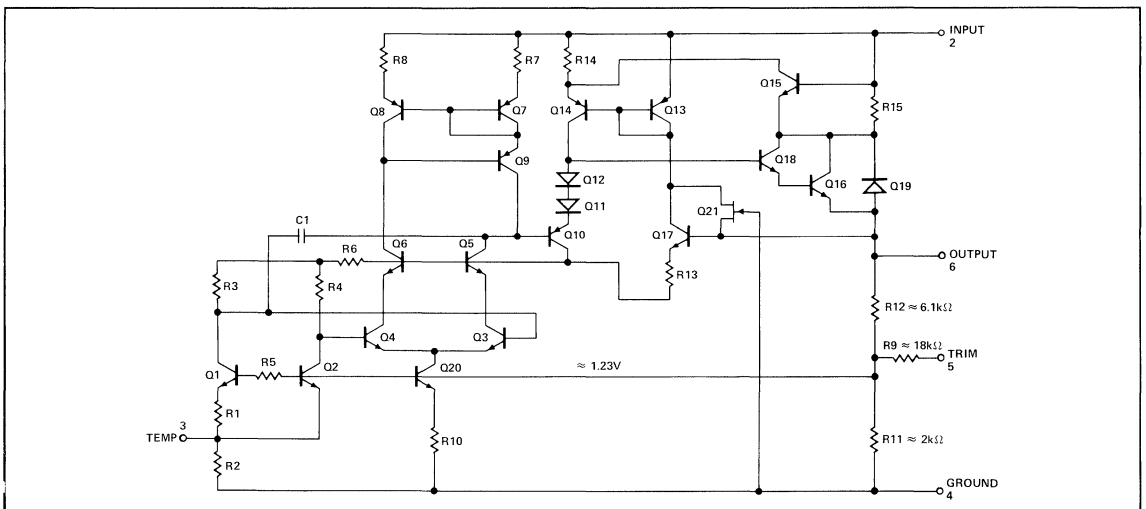 INPUT
2
R8
R7
R14
Q15
Q8
Q7
Q14
Q13
R15
Q9
Q18
Q16
Q12
Q19
Q11
Q21
C1
Q10
Q17
R6
Q6
Q5
OUTPUT
6
R13
R3
R4
R12 ≈ 6.1kΩ
Q4
Q3
R9 ≈ 18kΩ
TRIM
5
Q1
R5
Q2
Q20
≈ 1.23V
R1
TEMP 3
R11 ≈ 2kΩ
R2
R10
GROUND
4